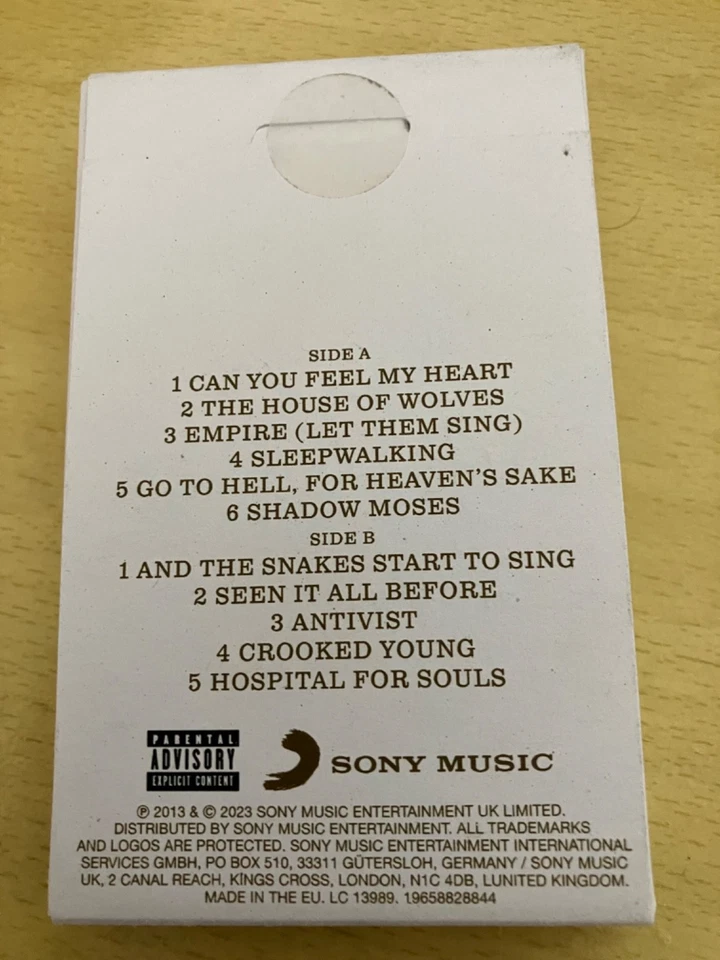 SIDE A
1 CAN YOU FEEL MY HEART
2 THE HOUSE OF WOLVES
3 EMPIRE (LET THEM SING)
4 SLEEPWALKING
5 GO TO HELL, FOR HEAVEN'S SAKE
6 SHADOW MOSES
SIDE B
1 AND THE SNAKES START TO SING
2 SEEN IT ALL BEFORE
3 ANTIVIST
4 CROOKED YOUNG
5 HOSPITAL FOR SOULS
PARENTAL
ADVISORY
EXPLICIT CONTENT
SONY MUSIC
℗ 2013 & © 2023 SONY MUSIC ENTERTAINMENT UK LIMITED.
DISTRIBUTED BY SONY MUSIC ENTERTAINMENT. ALL TRADEMARKS
AND LOGOS ARE PROTECTED. SONY MUSIC ENTERTAINMENT INTERNATIONAL
SERVICES GMBH, PO BOX 510, 33311 GÜTERSLOH, GERMANY / SONY MUSIC
UK, 2 CANAL REACH, KINGS CROSS, LONDON, N1C 4DB, LUNITED KINGDOM.
MADE IN THE EU. LC 13989. 19658828844